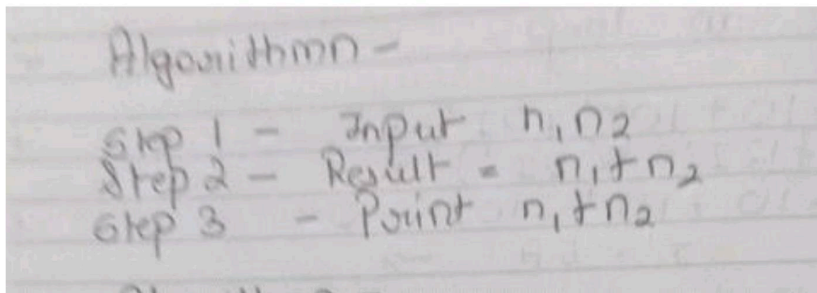 Algorithmn -
Step 1 - Input n₁ n₂
Step 2 - Result = n₁ + n₂
Step 3 - Print n₁ + n₂